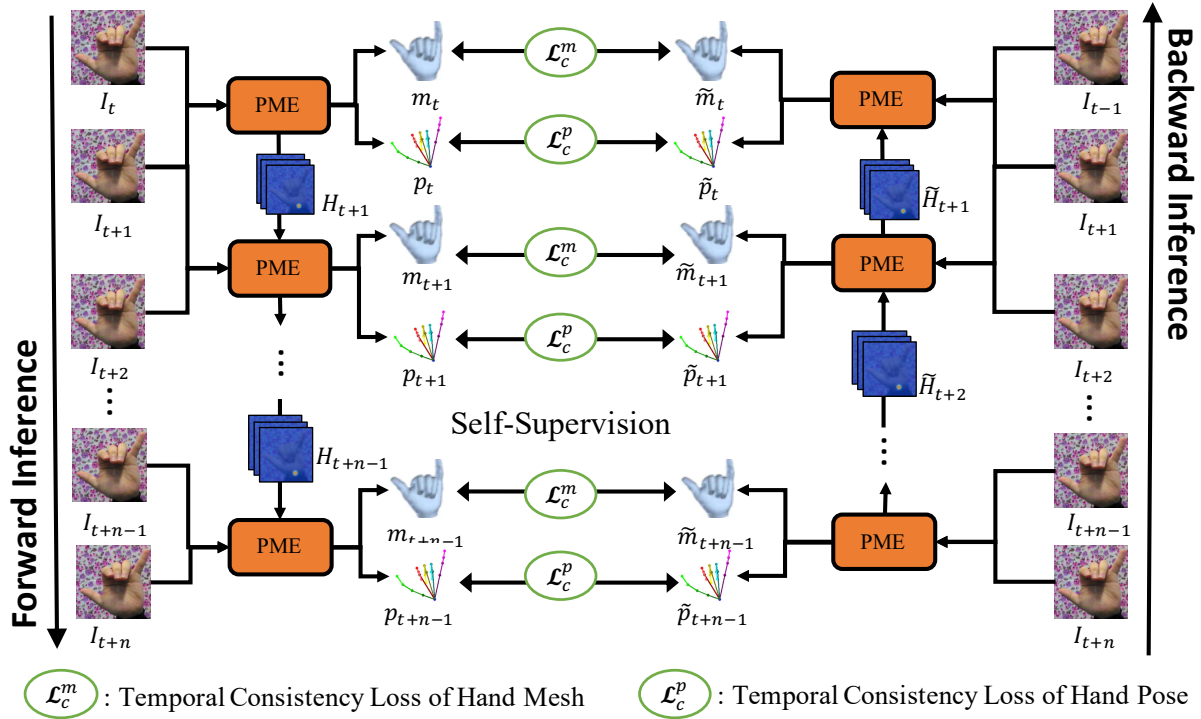 Forward Inference
I_t
I_{t+1}
I_{t+2}
⋮
I_{t+n−1}
I_{t+n}
PME
H_{t+1}
PME
⋮
H_{t+n−1}
PME
m_t
p_t
m_{t+1}
p_{t+1}
m_{t+n−1}
p_{t+n−1}
ℒ_c^m
ℒ_c^p
ℒ_c^m
ℒ_c^p
Self-Supervision
ℒ_c^m
ℒ_c^p
m̃_t
p̃_t
m̃_{t+1}
p̃_{t+1}
m̃_{t+n−1}
p̃_{t+n−1}
PME
H̃_{t+1}
PME
H̃_{t+2}
⋮
PME
I_{t−1}
I_{t+1}
I_{t+2}
⋮
I_{t+n−1}
I_{t+n}
Backward Inference
ℒ_c^m : Temporal Consistency Loss of Hand Mesh
ℒ_c^p : Temporal Consistency Loss of Hand Pose